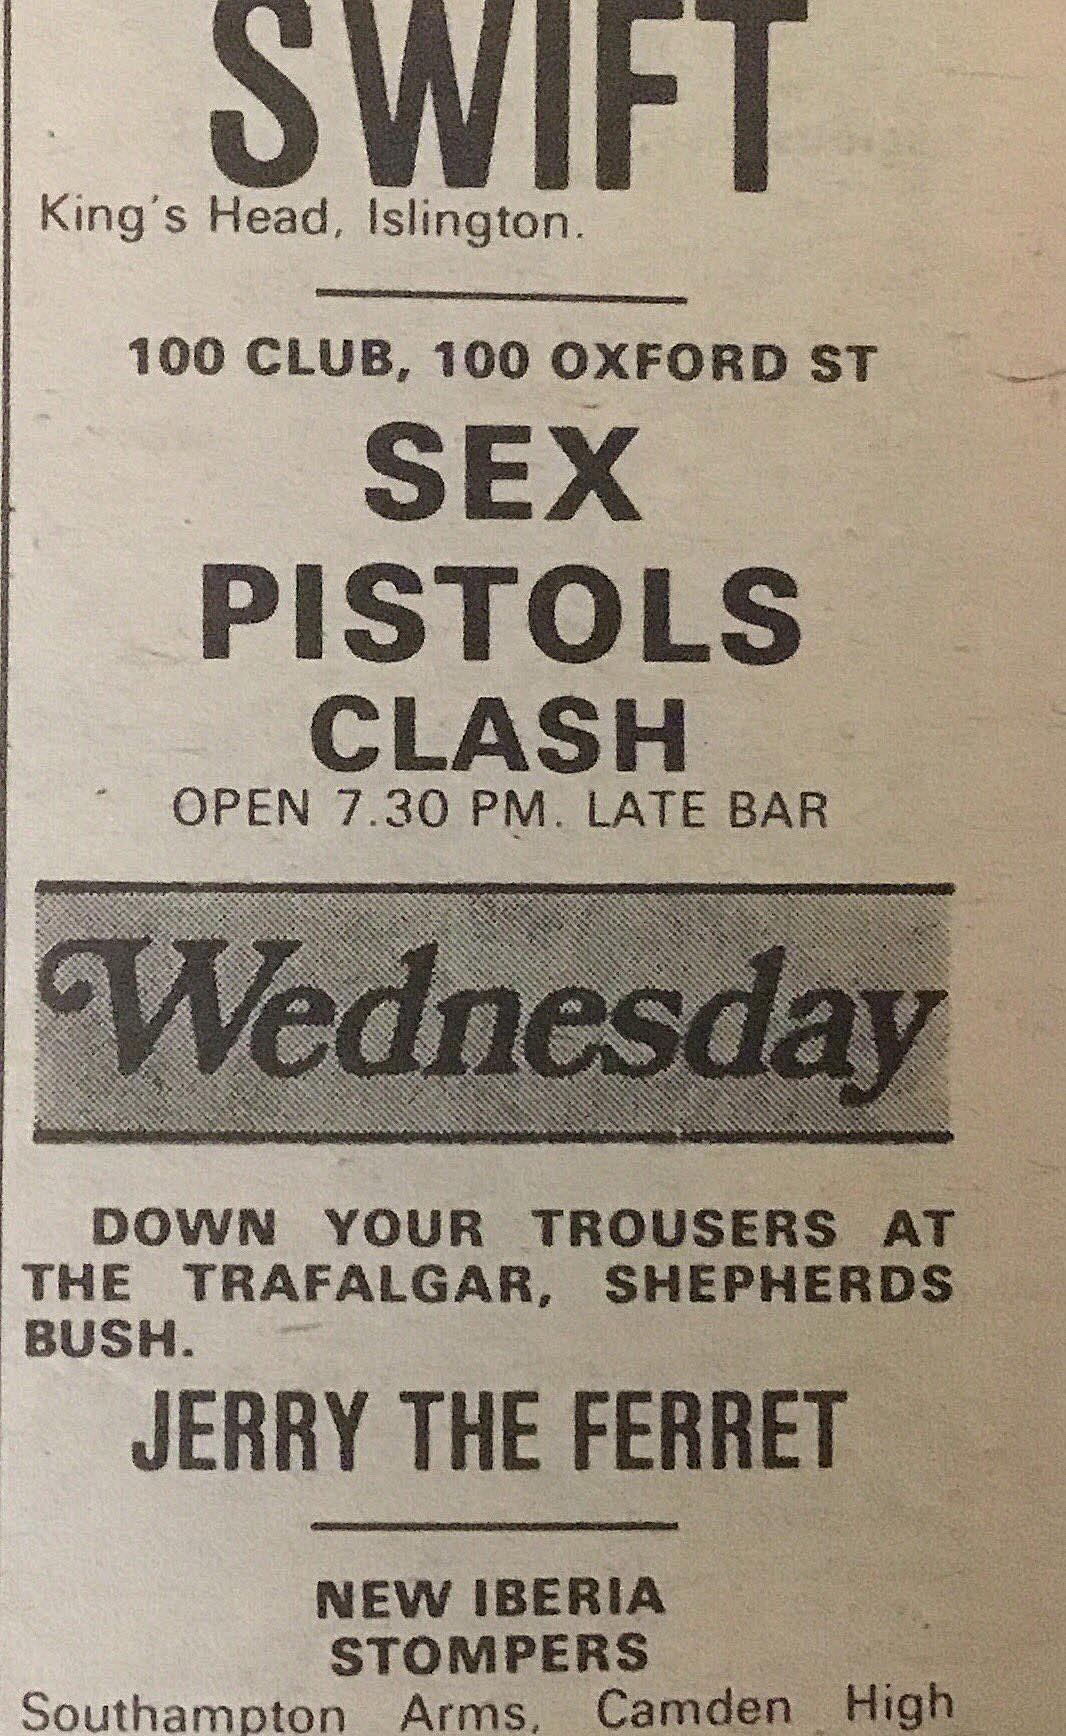 SWIFT
King's Head, Islington.
100 CLUB, 100 OXFORD ST
SEX
PISTOLS
CLASH
OPEN 7.30 PM. LATE BAR
Wednesday
DOWN YOUR TROUSERS AT
THE TRAFALGAR, SHEPHERDS
BUSH.
JERRY THE FERRET
NEW IBERIA
STOMPERS
Southampton Arms, Camden High